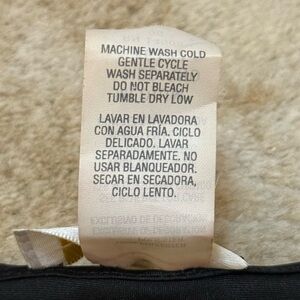 MACHINE WASH COLD
GENTLE CYCLE
WASH SEPARATELY
DO NOT BLEACH
TUMBLE DRY LOW
LAVAR EN LAVADORA
CON AGUA FRÍA. CICLO
DELICADO. LAVAR
SEPARADAMENTE. NO
USAR BLANQUEADOR.
SECAR EN SECADORA,
CICLO LENTO.